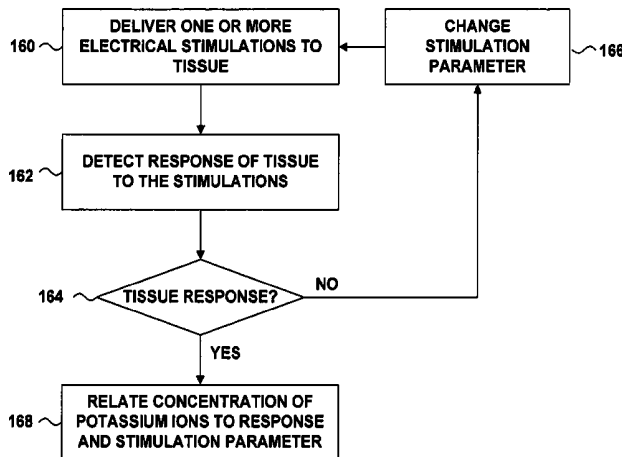 160
DELIVER ONE OR MORE
ELECTRICAL STIMULATIONS TO
TISSUE
CHANGE
STIMULATION
PARAMETER
166
162
DETECT RESPONSE OF TISSUE
TO THE STIMULATIONS
164
TISSUE RESPONSE?
NO
YES
168
RELATE CONCENTRATION OF
POTASSIUM IONS TO RESPONSE
AND STIMULATION PARAMETER